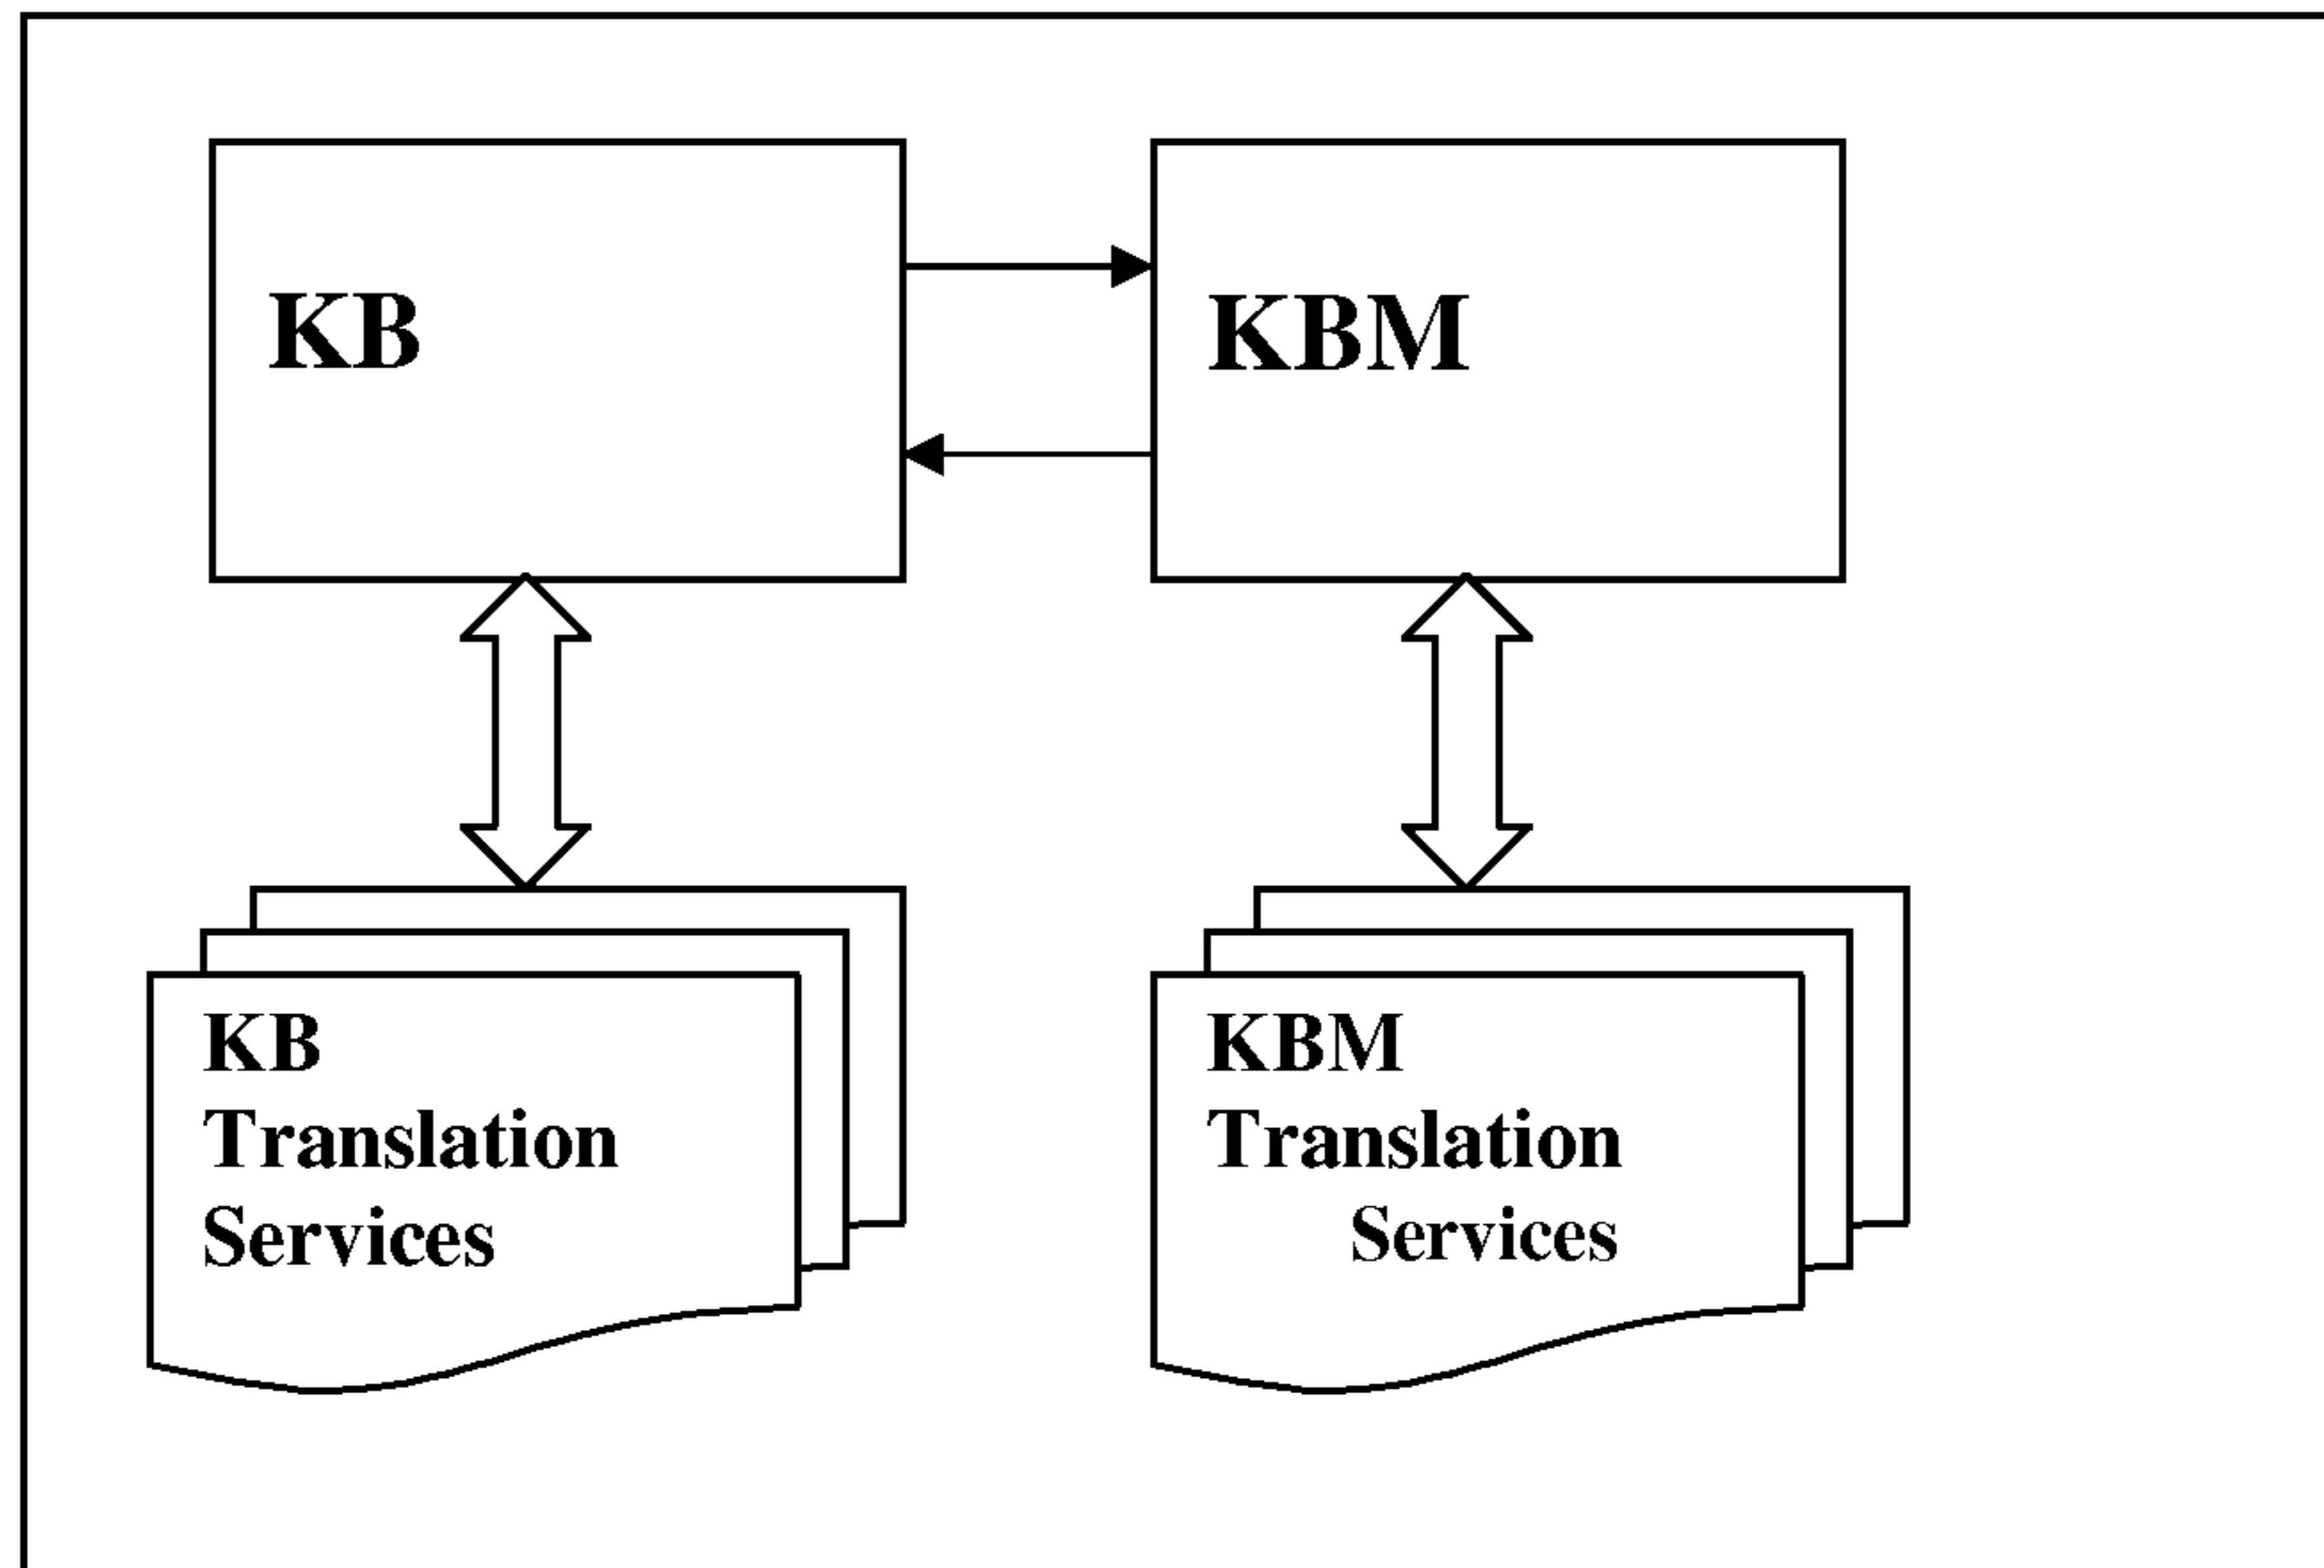 KB
KBM
KB
Translation
Services
KBM
Translation
Services